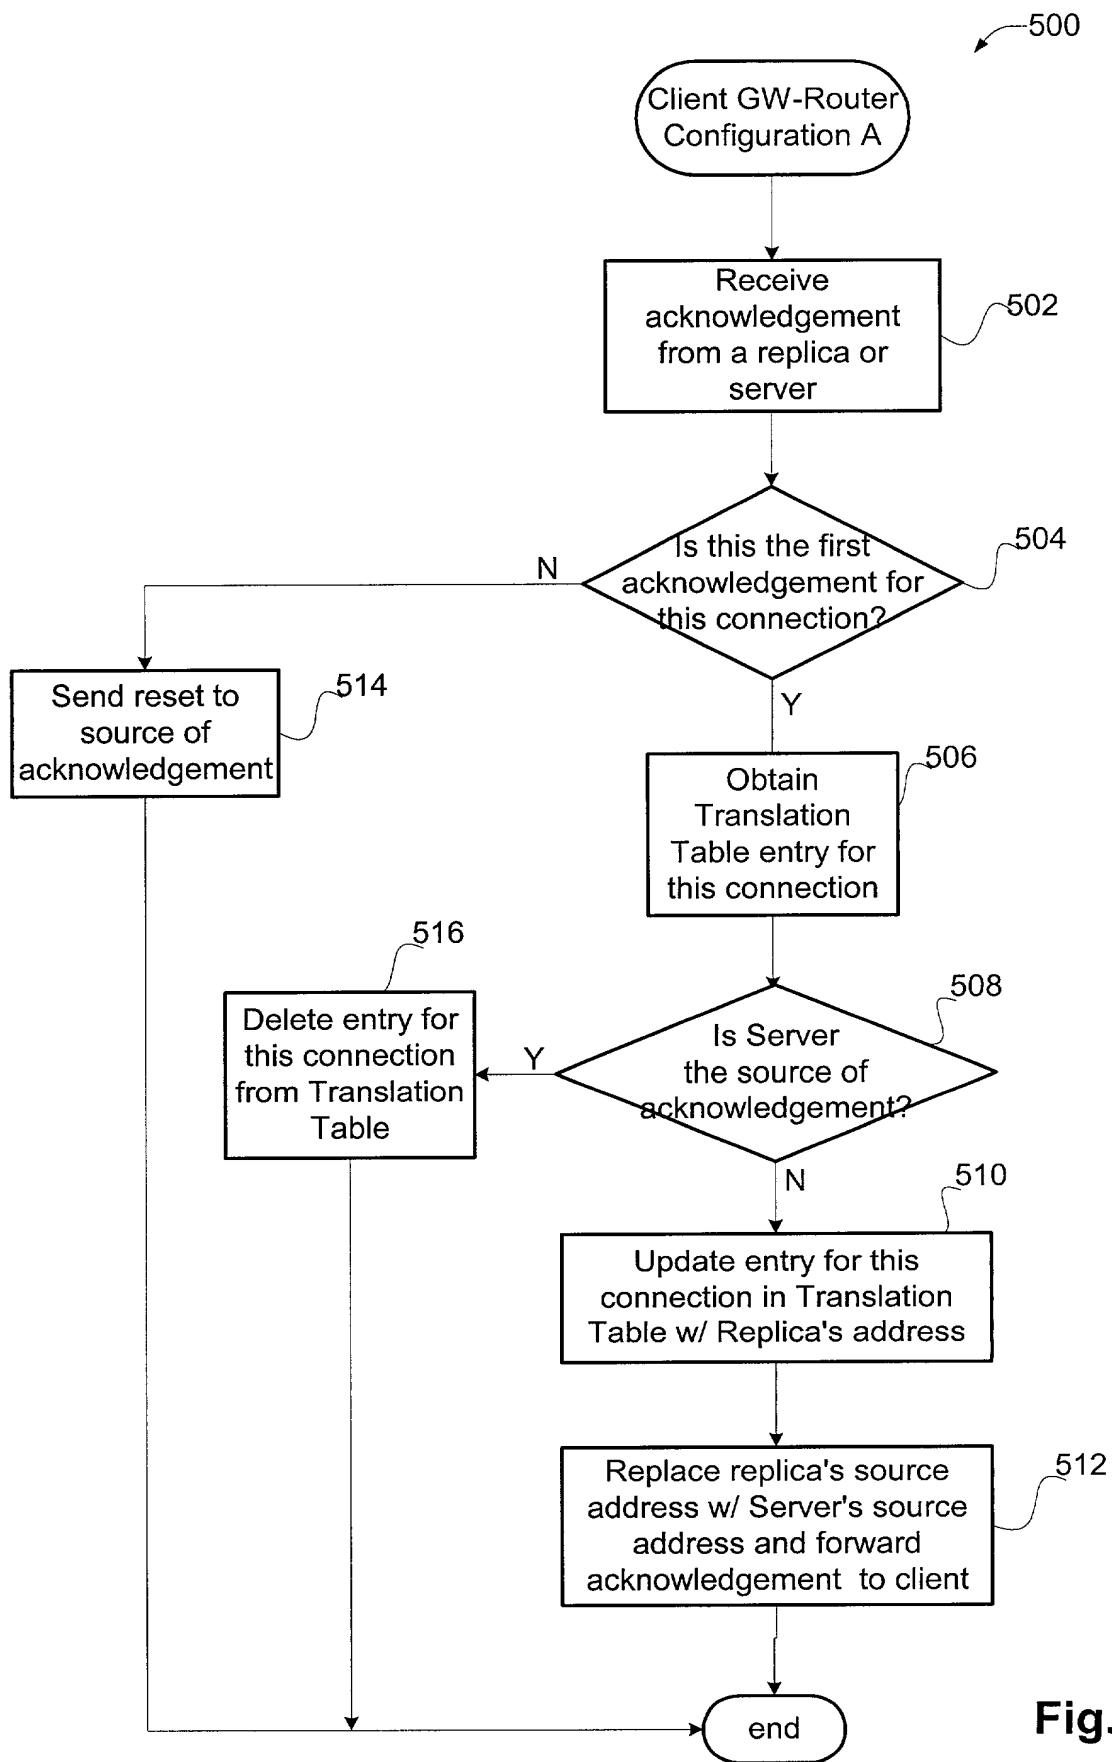 500
Client GW-Router
Configuration A
Receive
acknowledgement
from a replica or
server
502
Is this the first
acknowledgement for
this connection?
504
N
Y
Send reset to
source of
acknowledgement
514
Obtain
Translation
Table entry for
this connection
506
516
Delete entry for
this connection
from Translation
Table
Y
Is Server
the source of
acknowledgement?
508
N
510
Update entry for this
connection in Translation
Table w/ Replica's address
Replace replica's source
address w/ Server's source
address and forward
acknowledgement to client
512
end
Fig.